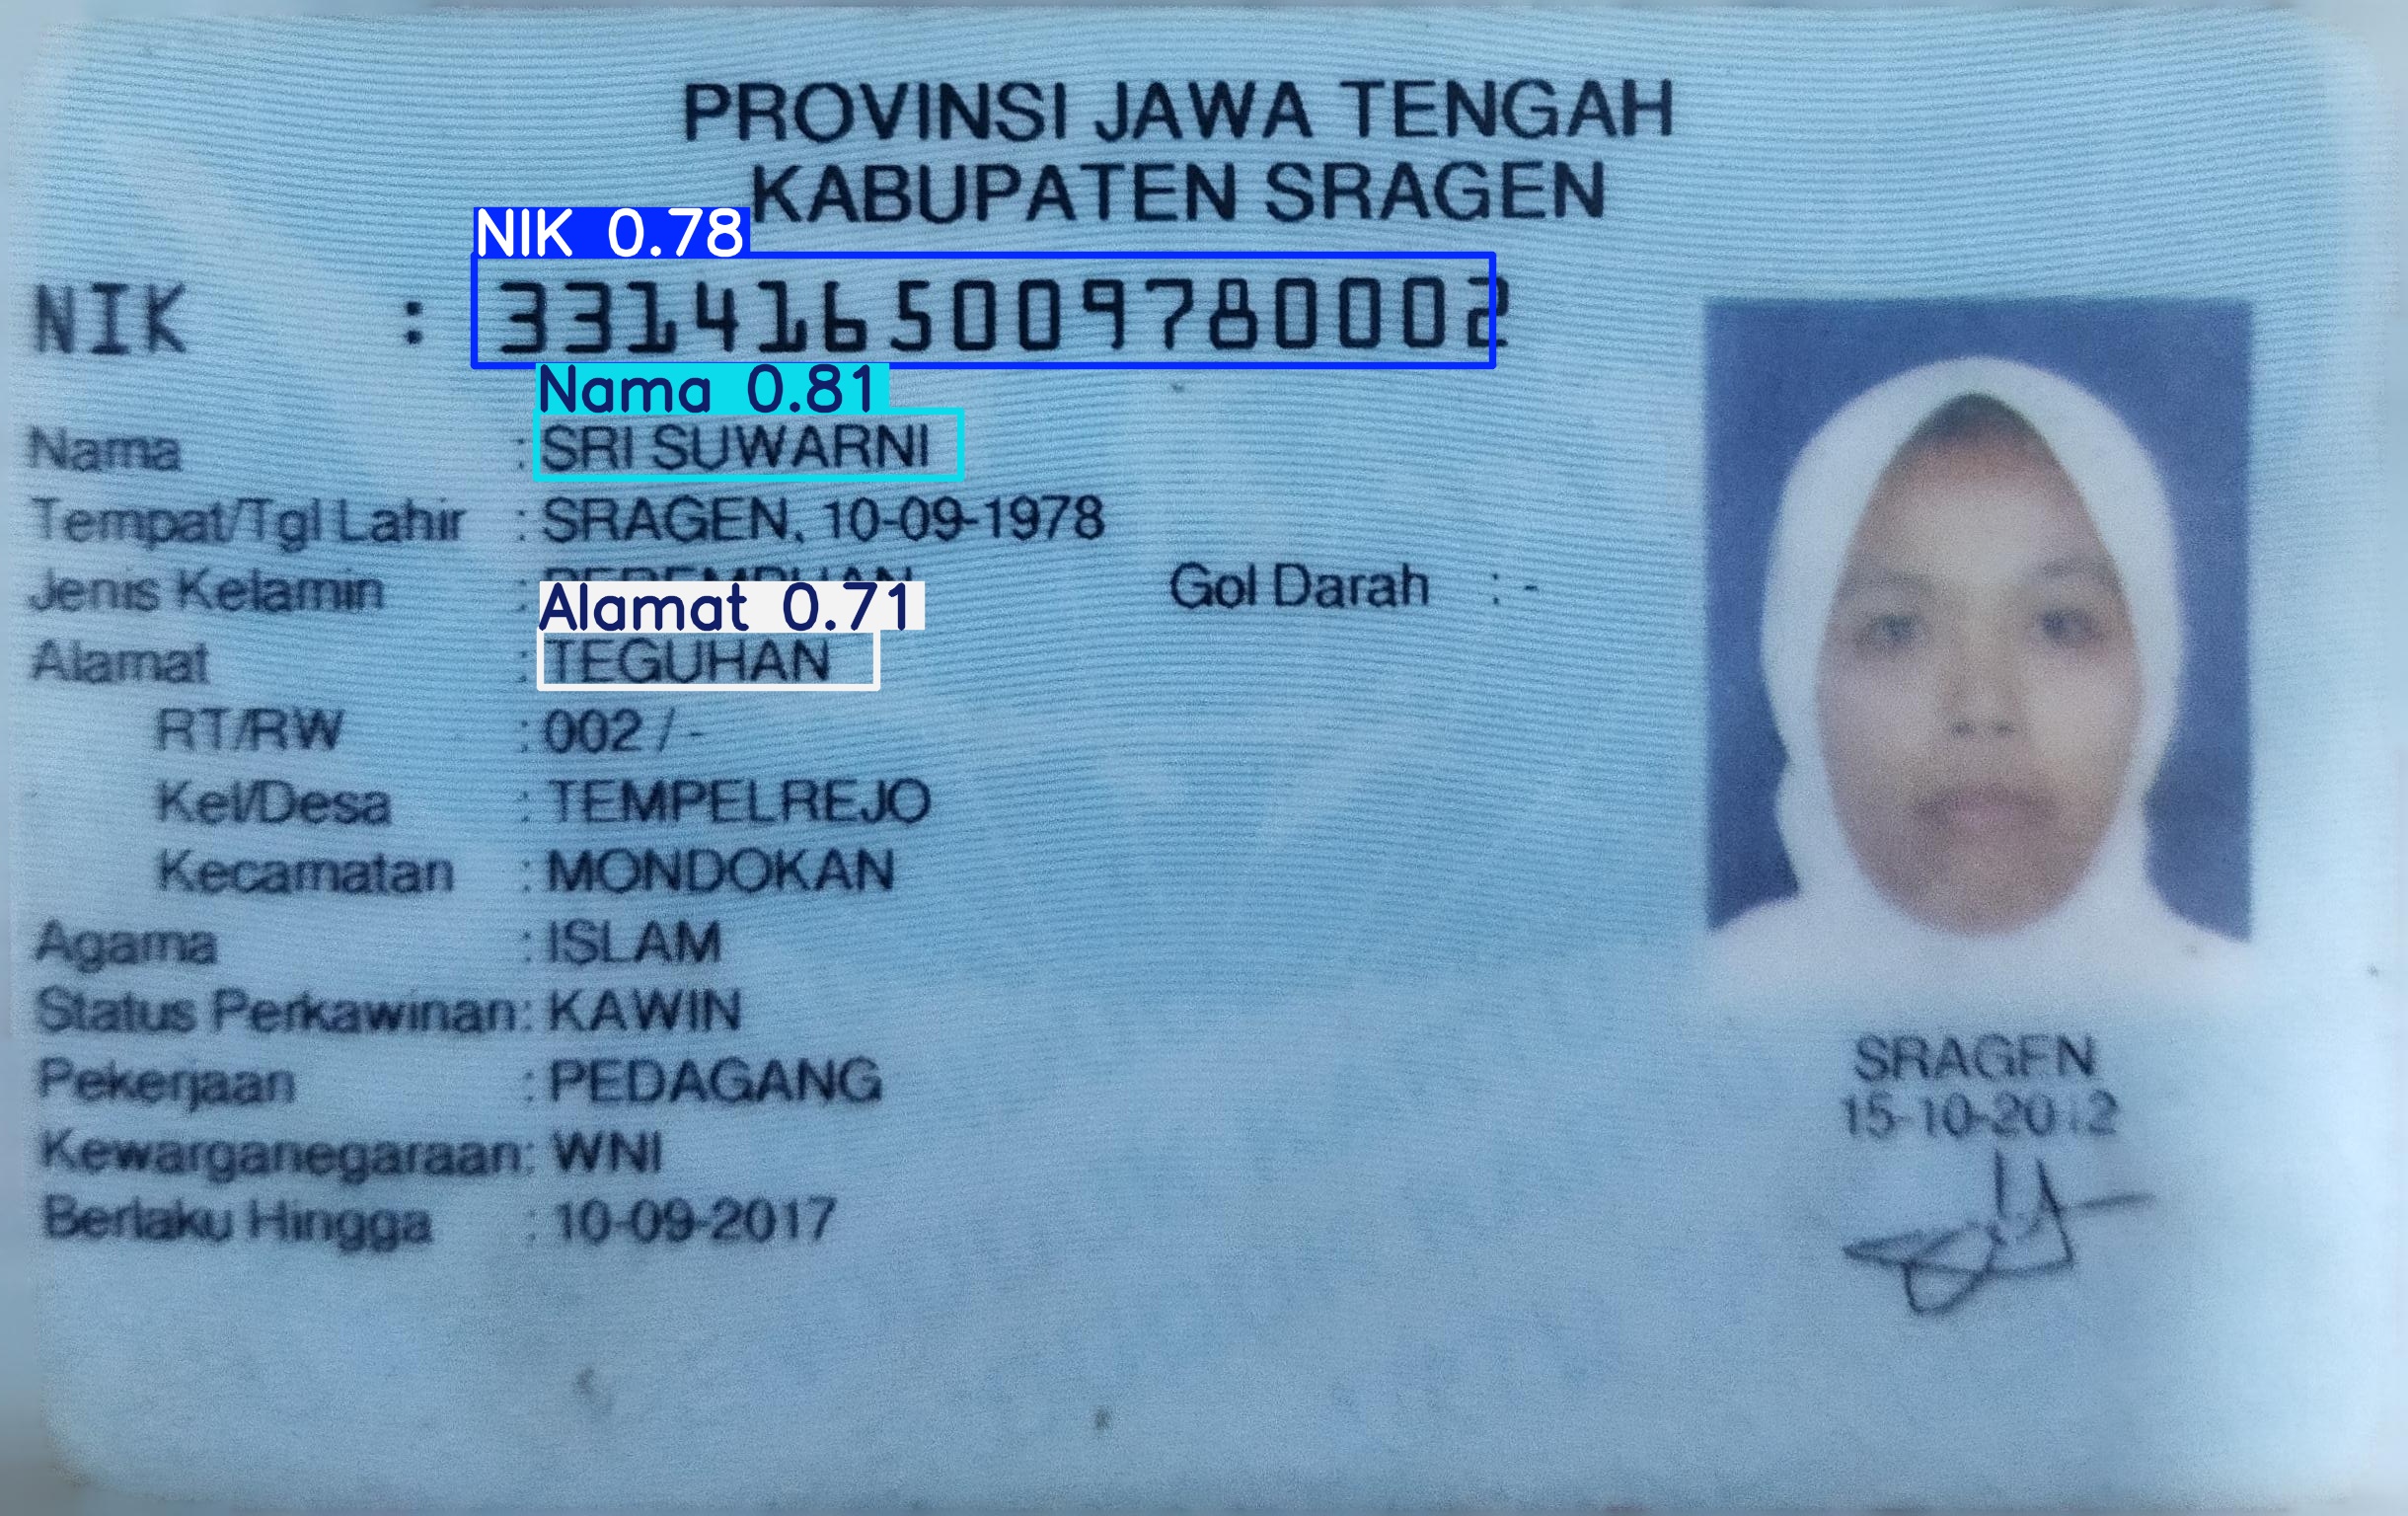 PROVINSI JAWA TENGAH
KABUPATEN SRAGEN
NIK 0.78
NIK : 3314165009780002
Nama 0.81
Nama : SRI SUWARNI
Tempat/Tgl Lahir : SRAGEN, 10-09-1978
Jenis Kelamin : PEREMPUAN Gol Darah : -
Alamat 0.71
Alamat : TEGUHAN
RT/RW : 002 / -
Kel/Desa : TEMPELREJO
Kecamatan : MONDOKAN
Agama : ISLAM
Status Perkawinan : KAWIN
Pekerjaan : PEDAGANG
Kewarganegaraan : WNI
Berlaku Hingga : 10-09-2017
SRAGEN
15-10-2012